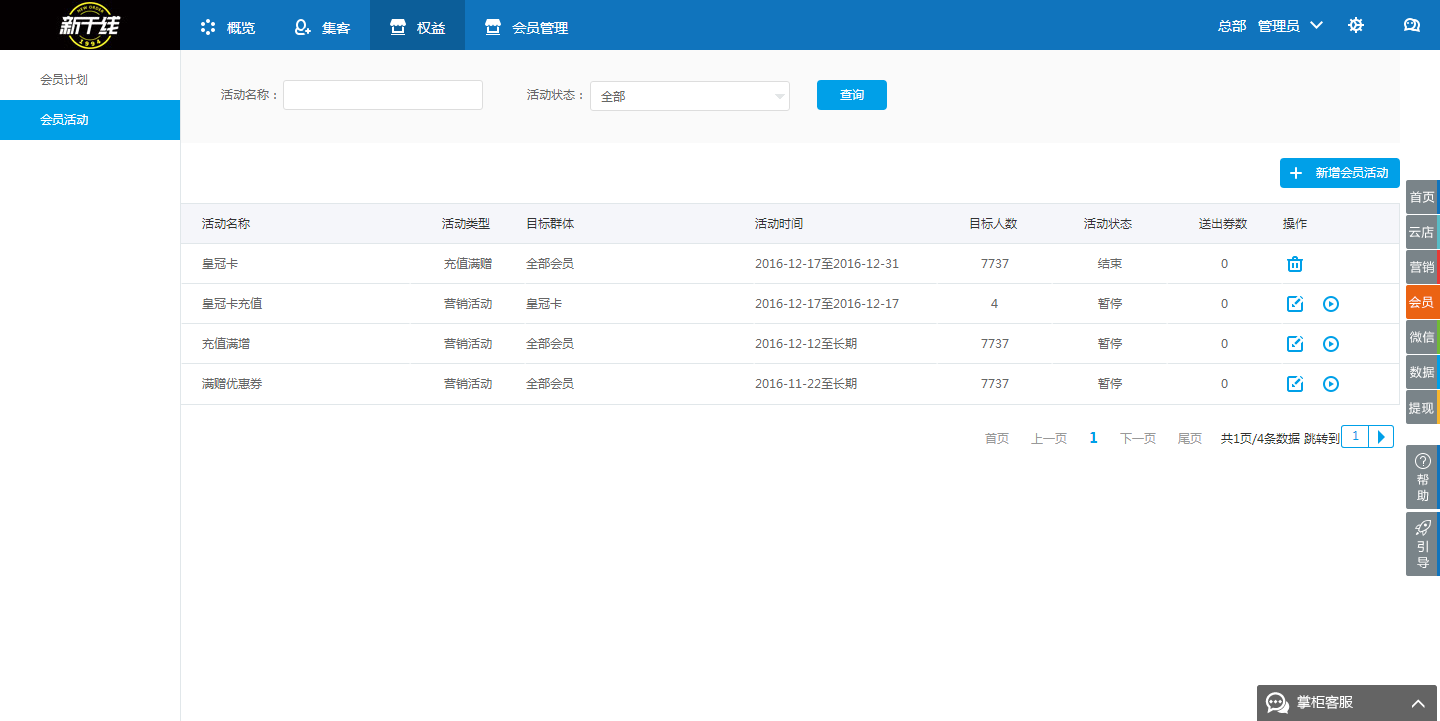 NEW ORDER
新干线
1994
概览 集客 权益 会员管理 总部 管理员
会员计划
会员活动
活动名称： 活动状态： 全部 查询
新增会员活动
活动名称 活动类型 目标群体 活动时间 目标人数 活动状态 送出券数 操作
皇冠卡 充值满赠 全部会员 2016-12-17至2016-12-31 7737 结束 0
皇冠卡充值 营销活动 皇冠卡 2016-12-17至2016-12-17 4 暂停 0
充值满增 营销活动 全部会员 2016-12-12至长期 7737 暂停 0
满赠优惠券 营销活动 全部会员 2016-11-22至长期 7737 暂停 0
首页 上一页 1 下一页 尾页 共1页/4条数据 跳转到 1
首页
云店
营销
会员
微信
数据
提现
帮
助
引
导
掌柜客服